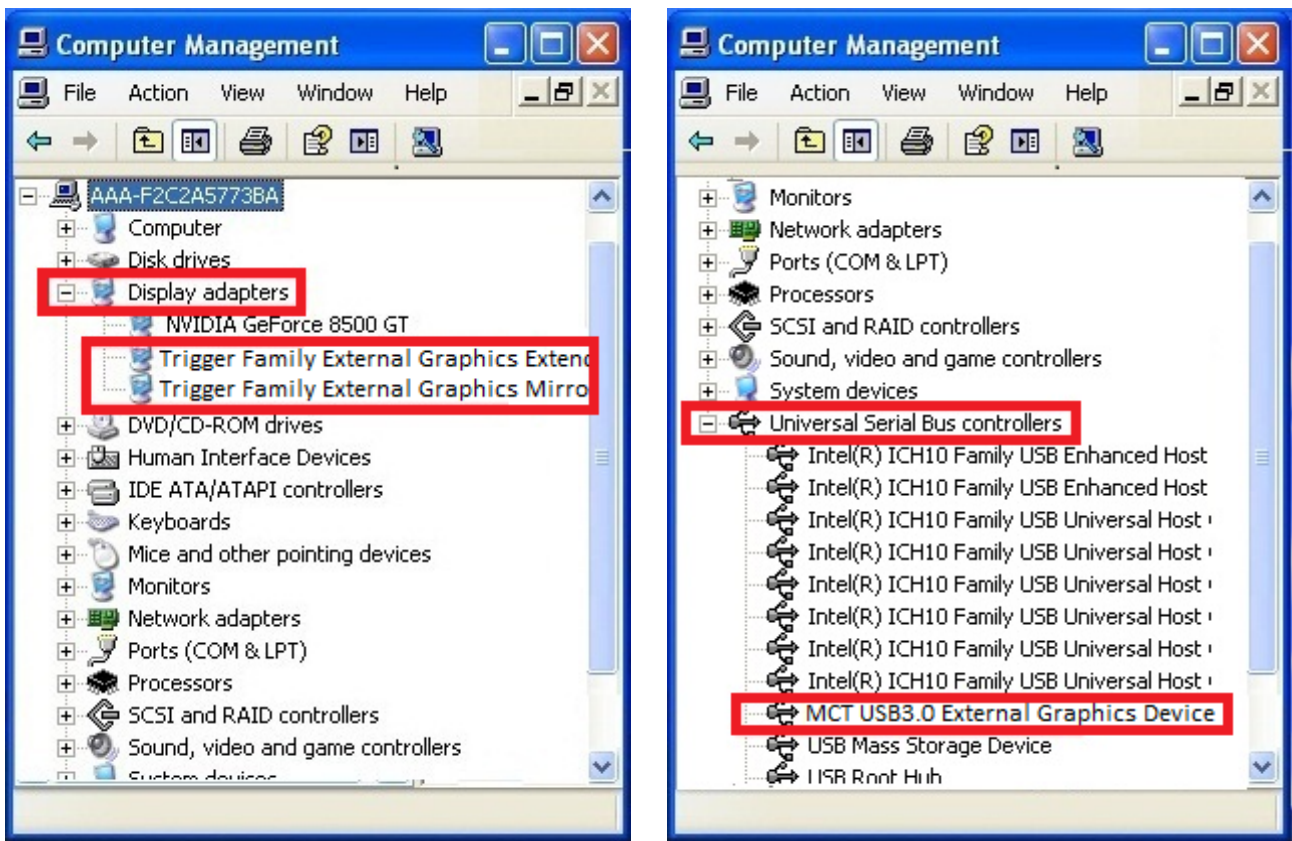 Computer Management
File Action View Window Help
AAA-F2C2A5773BA
Computer
Disk drives
Display adapters
NVIDIA GeForce 8500 GT
Trigger Family External Graphics Exten
Trigger Family External Graphics Mirro
DVD/CD-ROM drives
Human Interface Devices
IDE ATA/ATAPI controllers
Keyboards
Mice and other pointing devices
Monitors
Network adapters
Ports (COM & LPT)
Processors
SCSI and RAID controllers
Sound, video and game controllers
System devices
Computer Management
File Action View Window Help
Monitors
Network adapters
Ports (COM & LPT)
Processors
SCSI and RAID controllers
Sound, video and game controllers
System devices
Universal Serial Bus controllers
Intel(R) ICH10 Family USB Enhanced Host
Intel(R) ICH10 Family USB Enhanced Host
Intel(R) ICH10 Family USB Universal Host
Intel(R) ICH10 Family USB Universal Host
Intel(R) ICH10 Family USB Universal Host
Intel(R) ICH10 Family USB Universal Host
Intel(R) ICH10 Family USB Universal Host
Intel(R) ICH10 Family USB Universal Host
MCT USB3.0 External Graphics Device
USB Mass Storage Device
USB Root Hub